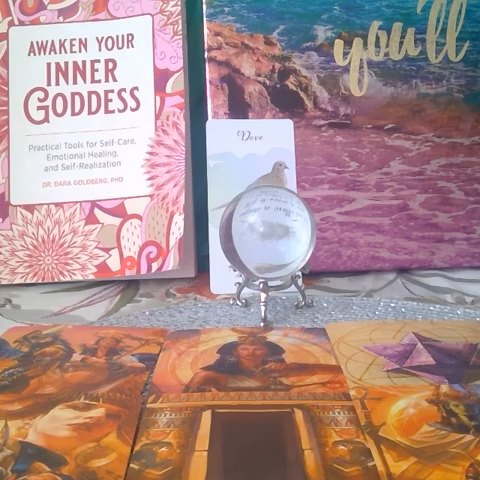 AWAKEN YOUR
INNER
GODDESS
Practical Tools for Self-Care,
Emotional Healing,
and Self-Realization
DR. DARA GOLDBERG, PHD
you'll
Dove